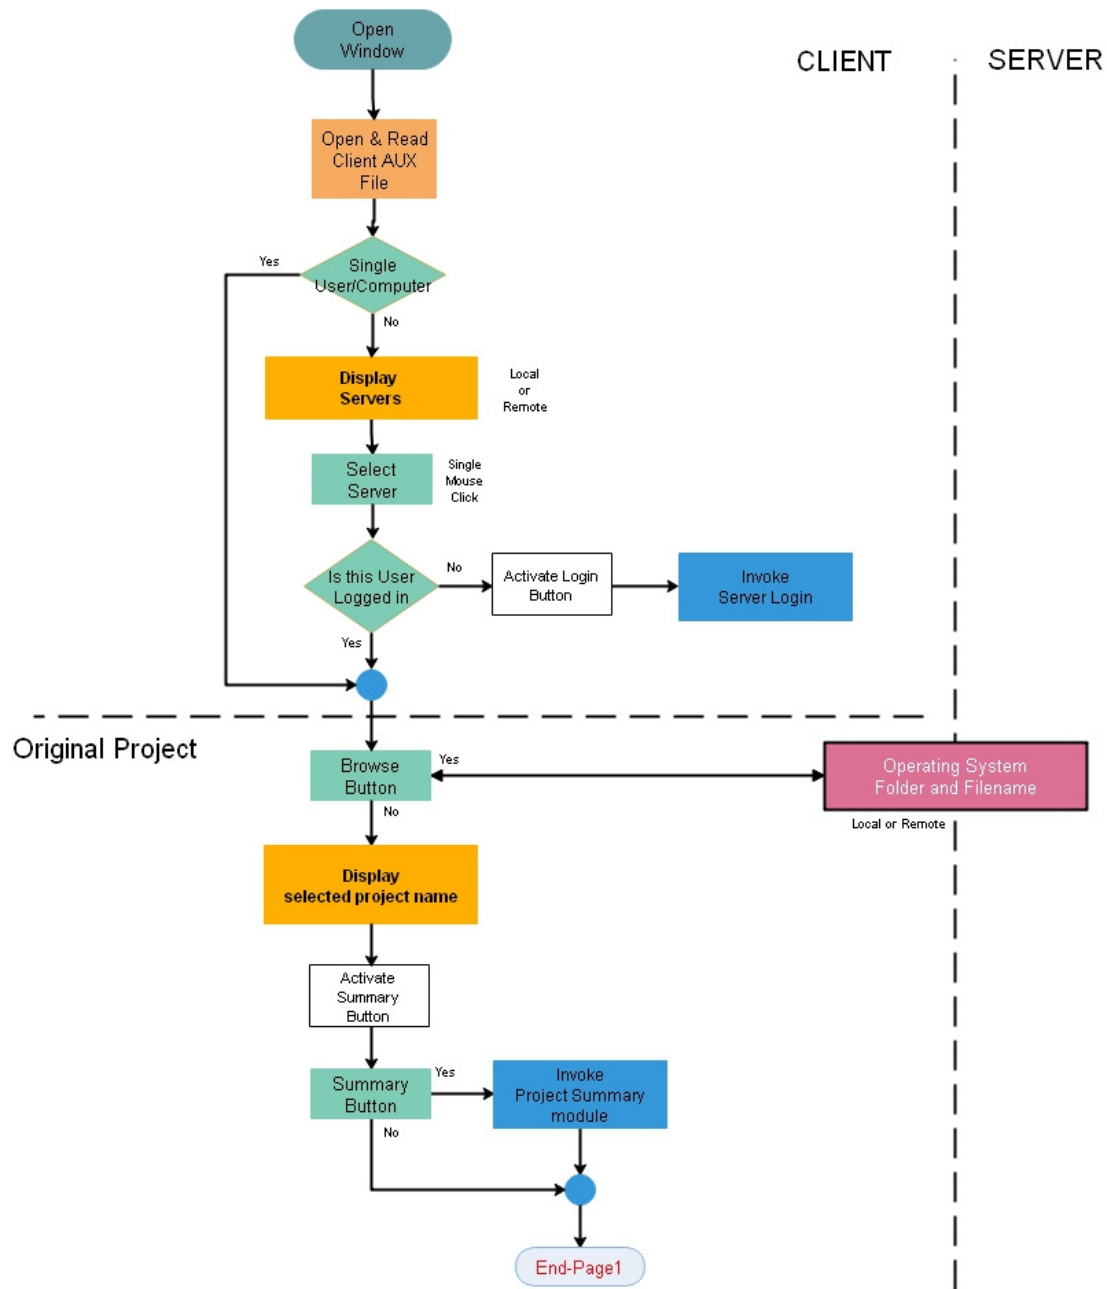 Open
Window
CLIENT
SERVER
Open & Read
Client AUX
File
Yes
Single
User/Computer
No
Display
Servers
Local
or
Remote
Select
Server
Single
Mouse
Click
Is this User
Logged in
No
Activate Login
Button
Invoke
Server Login
Yes
Original Project
Browse
Button
Yes
Operating System
Folder and Filename
No
Local or Remote
Display
selected project name
Activate
Summary
Button
Summary
Button
Yes
Invoke
Project Summary
module
No
End-Page1